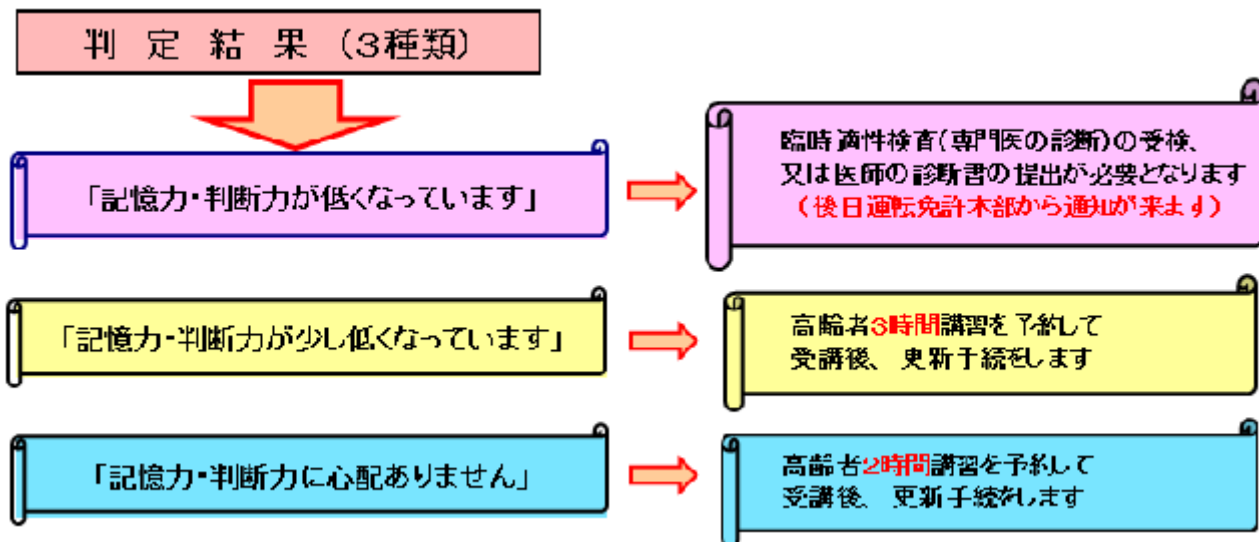 判定結果（3種類）
「記憶力・判断力が低くなっています」
臨時適性検査(専門医の診断)の受検、
又は医師の診断書の提出が必要となります
（後日運転免許本部から通知が来ます）
「記憶力・判断力が少し低くなっています」
高齢者3時間講習を予約して
受講後、更新手続をします
「記憶力・判断力に心配ありません」
高齢者2時間講習を予約して
受講後、更新手続をします